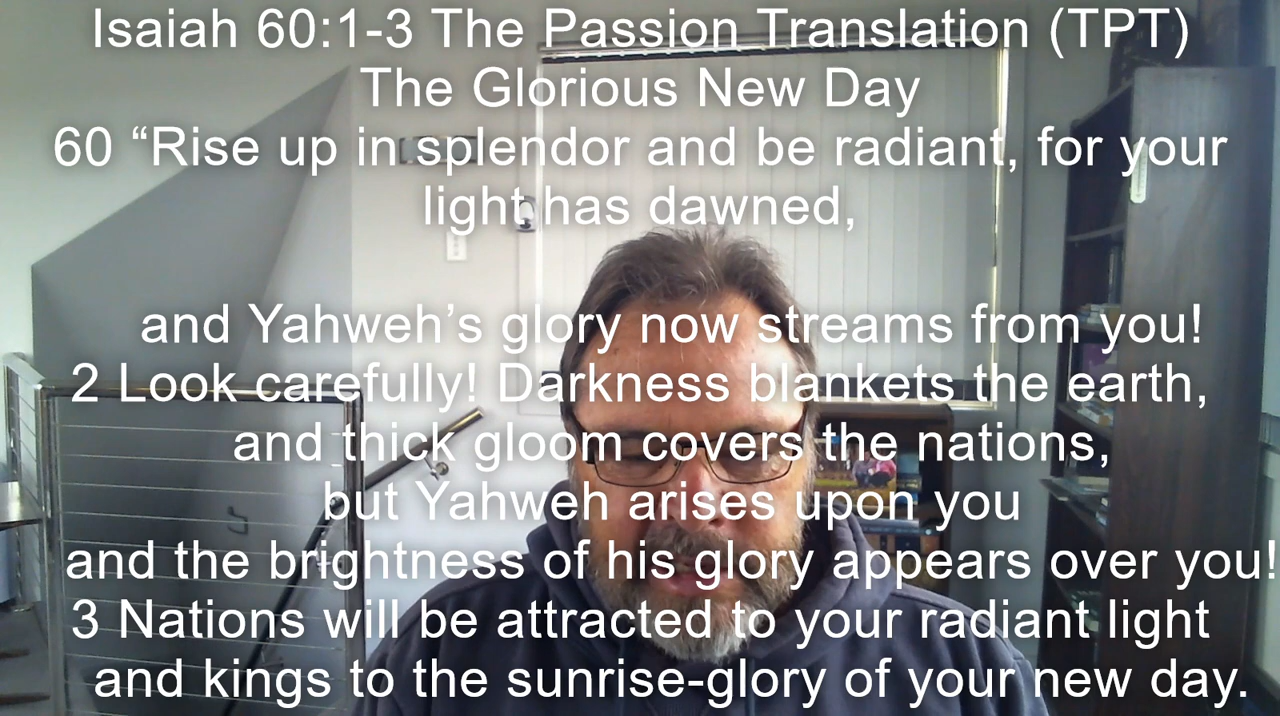 Isaiah 60:1-3 The Passion Translation (TPT)
The Glorious New Day
60 “Rise up in splendor and be radiant, for your
light has dawned,
and Yahweh’s glory now streams from you!
2 Look carefully! Darkness blankets the earth,
and thick gloom covers the nations,
but Yahweh arises upon you
and the brightness of his glory appears over you!
3 Nations will be attracted to your radiant light
and kings to the sunrise-glory of your new day.